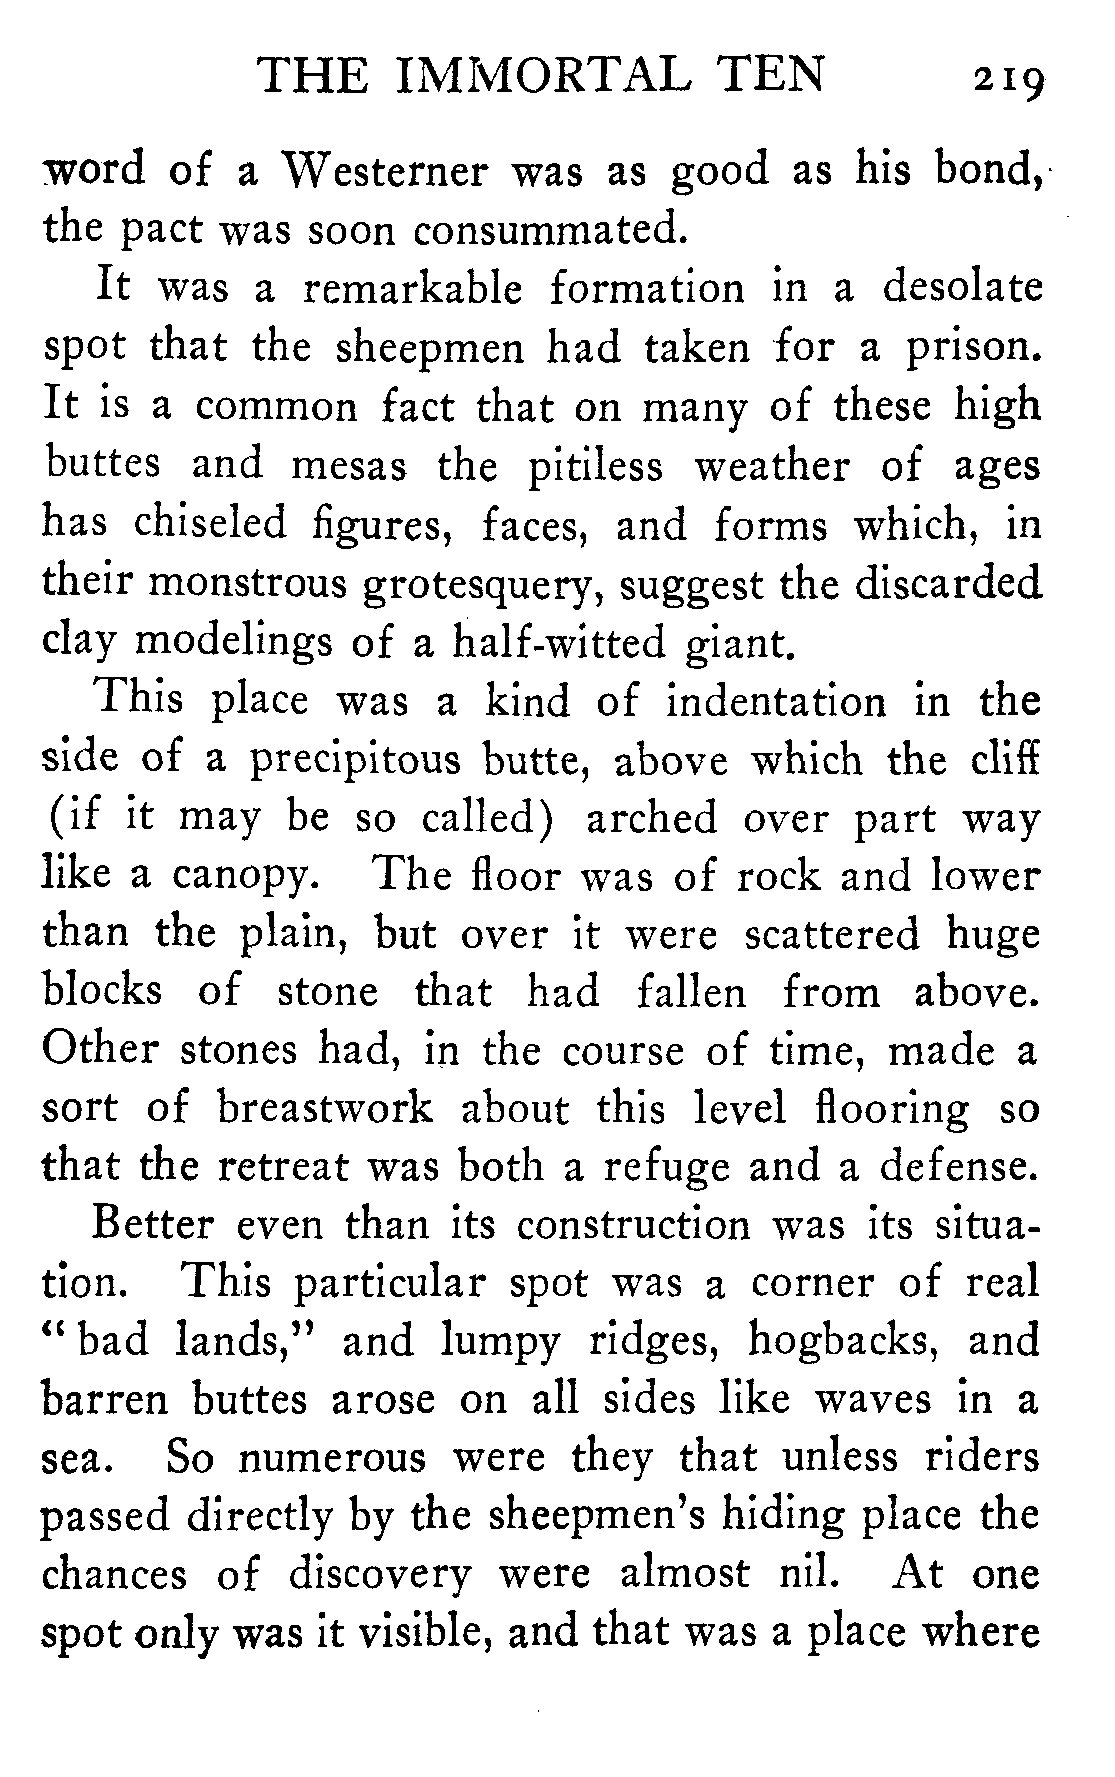 THE IMMORTAL TEN 219
word of a Westerner was as good as his bond,
the pact was soon consummated.
It was a remarkable formation in a desolate
spot that the sheepmen had taken for a prison.
It is a common fact that on many of these high
buttes and mesas the pitiless weather of ages
has chiseled figures, faces, and forms which, in
their monstrous grotesquery, suggest the discarded
clay modelings of a half-witted giant.
This place was a kind of indentation in the
side of a precipitous butte, above which the cliff
(if it may be so called) arched over part way
like a canopy. The floor was of rock and lower
than the plain, but over it were scattered huge
blocks of stone that had fallen from above.
Other stones had, in the course of time, made a
sort of breastwork about this level flooring so
that the retreat was both a refuge and a defense.
Better even than its construction was its situa-
tion. This particular spot was a corner of real
“bad lands,” and lumpy ridges, hogbacks, and
barren buttes arose on all sides like waves in a
sea. So numerous were they that unless riders
passed directly by the sheepmen's hiding place the
chances of discovery were almost nil. At one
spot only was it visible, and that was a place where